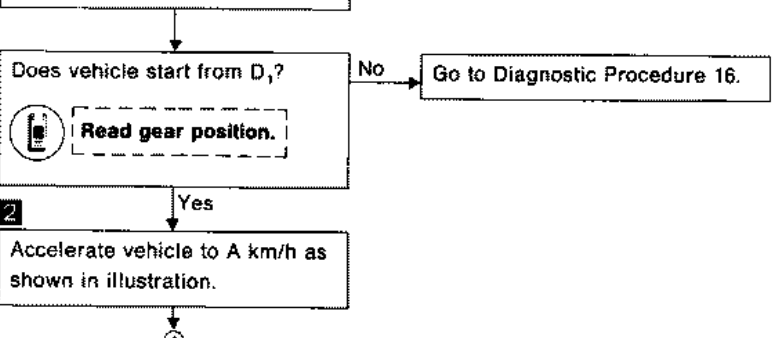 Does vehicle start from D₁?
No
Go to Diagnostic Procedure 16.
Read gear position.
Yes
2
Accelerate vehicle to A km/h as
shown in illustration.